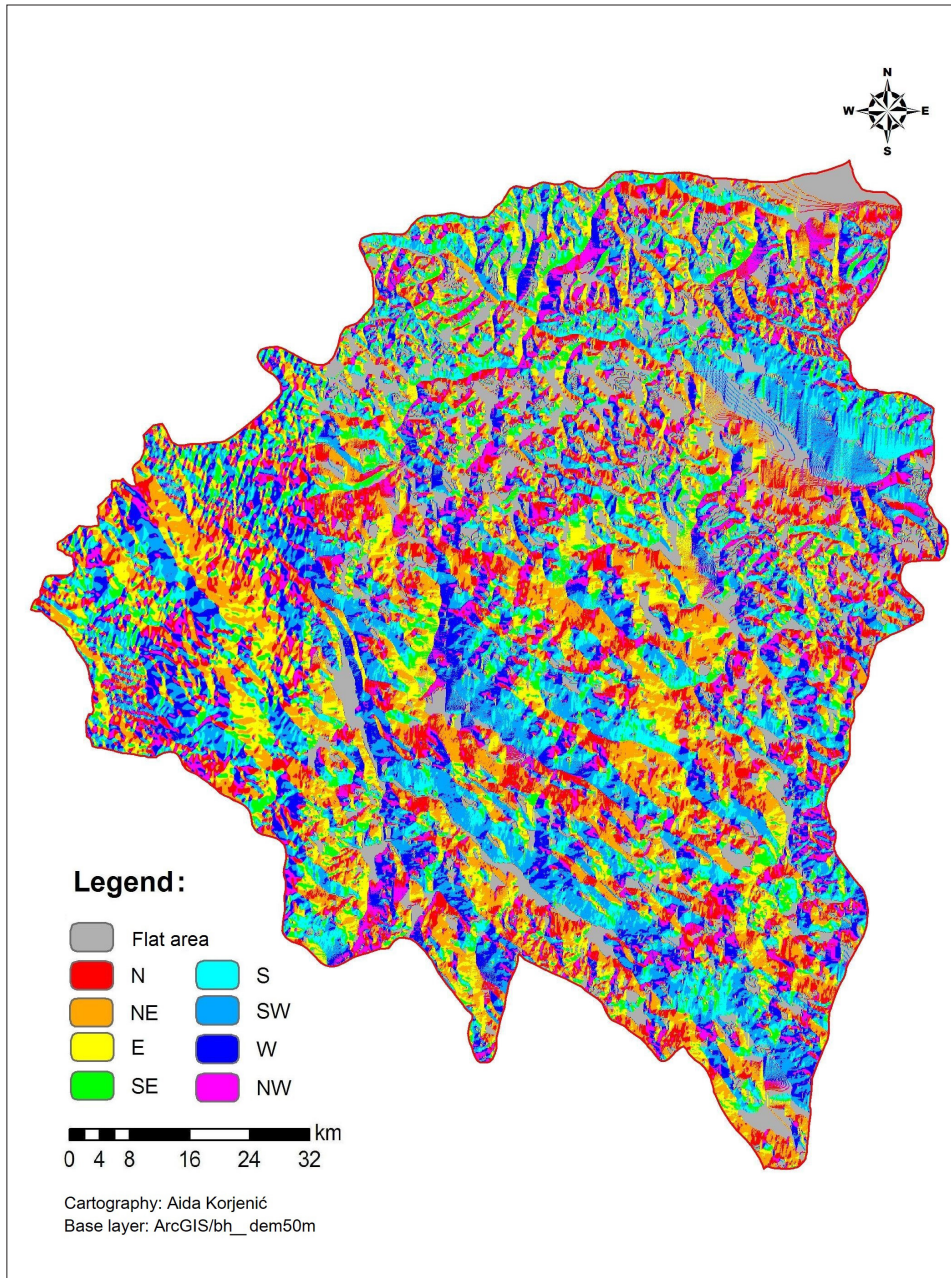 N
W E
S
Legend:
Flat area
N S
NE SW
E W
SE NW
km
0 4 8 16 24 32
Cartography: Aida Korjenić
Base layer: ArcGIS/bh__dem50m